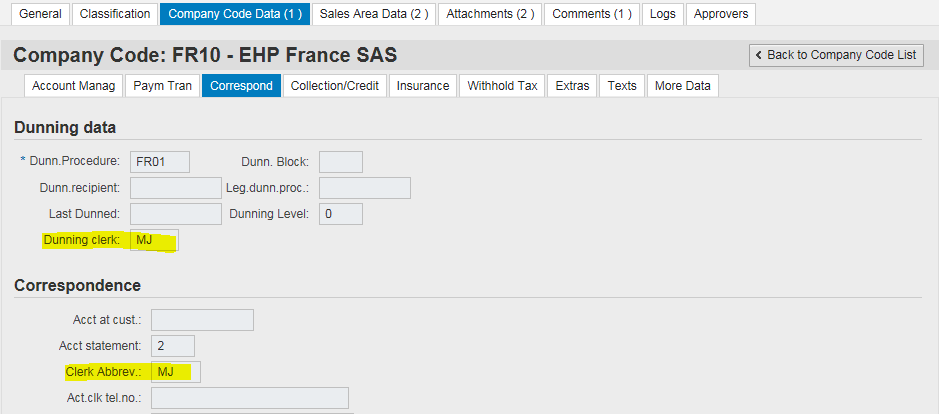 General Classification Company Code Data (1 ) Sales Area Data (2 ) Attachments (2 ) Comments (1 ) Logs Approvers
Company Code: FR10 - EHP France SAS < Back to Company Code List
Account Manag Paym Tran Correspond Collection/Credit Insurance Withhold Tax Extras Texts More Data
Dunning data
* Dunn.Procedure: FR01 Dunn. Block:
Dunn.recipient: Leg.dunn.proc.:
Last Dunned: Dunning Level: 0
Dunning clerk: MJ
Correspondence
Acct at cust.:
Acct statement: 2
Clerk Abbrev.: MJ
Act.clk tel.no.: